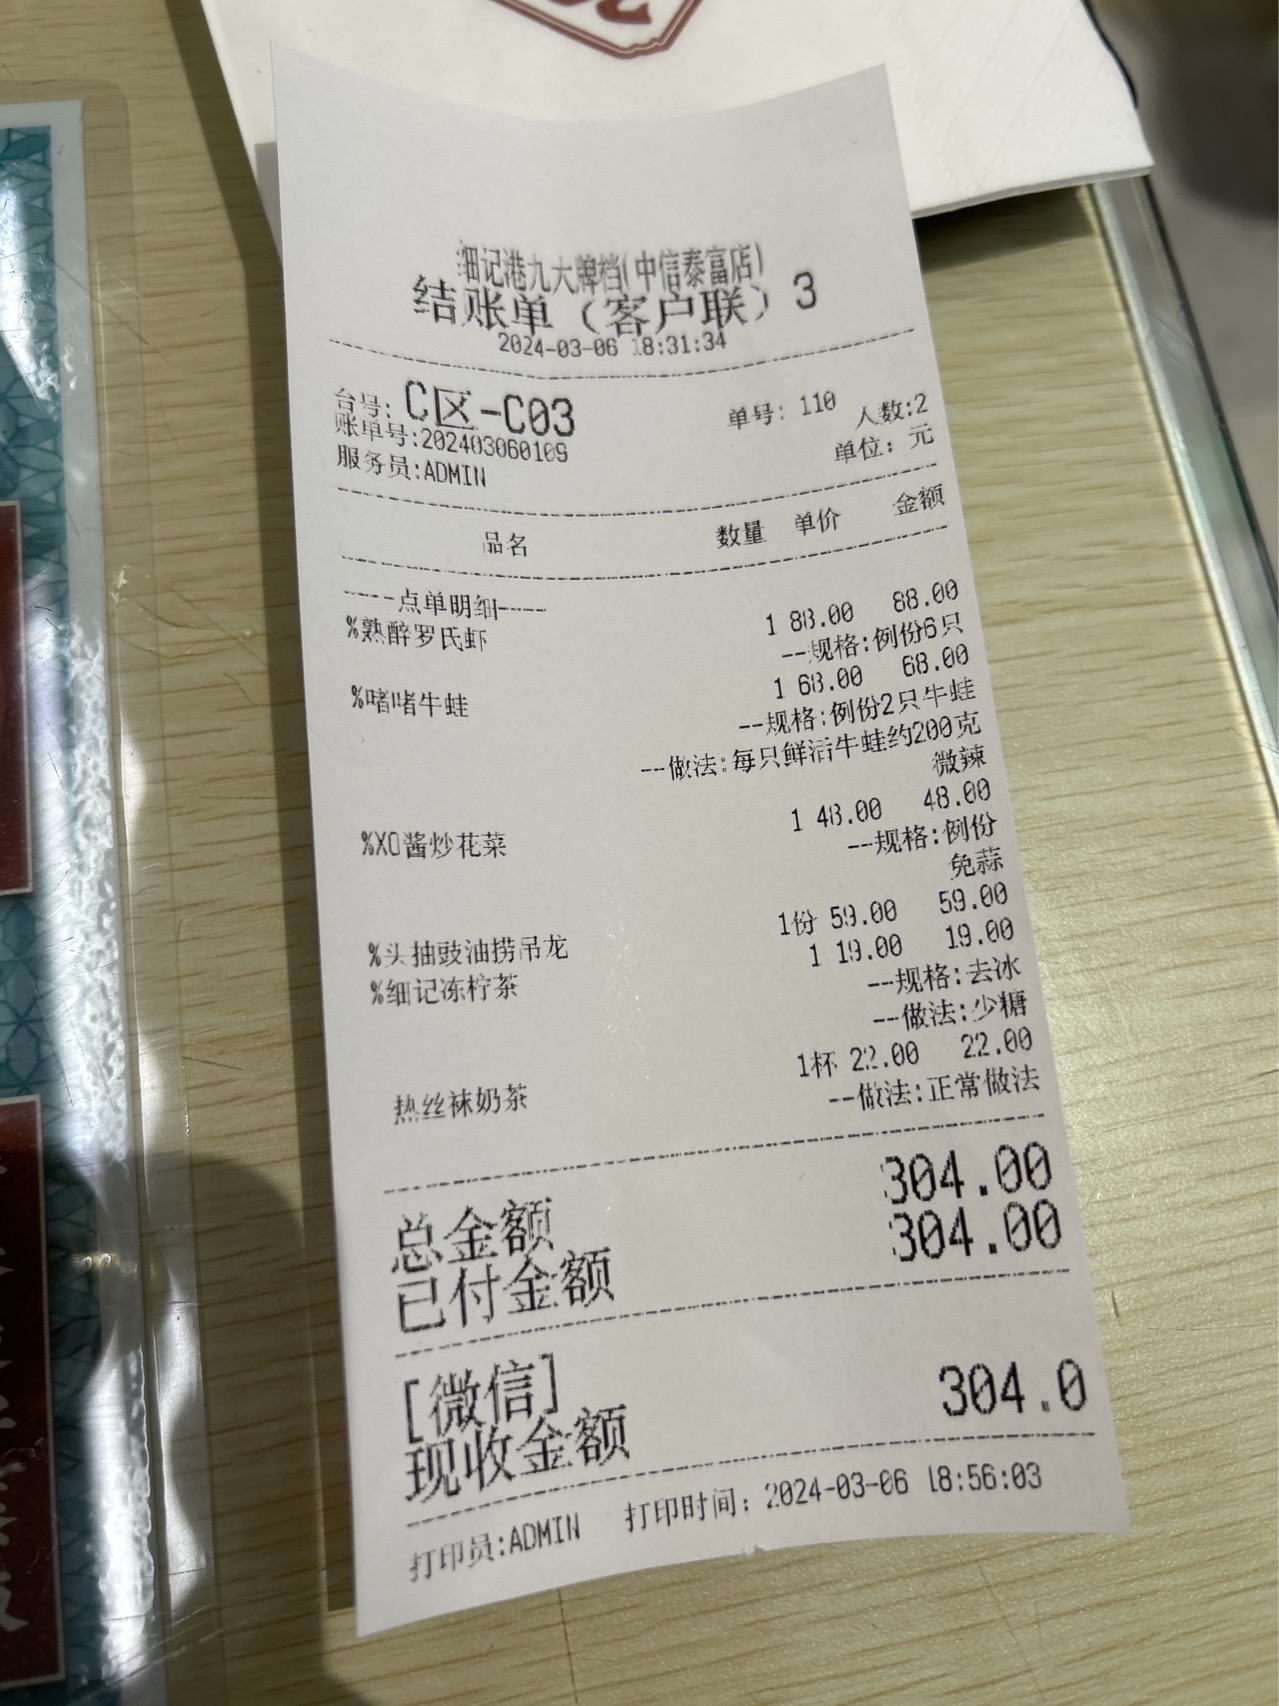 细记港九大牌档(中信泰富店)
结账单（客户联）3
2024-03-06 18:31:34
台号: C区-C03 单号: 110 人数:2
账单号:202403060109 单位: 元
服务员:ADMIN
品名 数量 单价 金额
-----点单明细-----
%熟醉罗氏虾 1 88.00 88.00
--规格:例份6只
%啫啫牛蛙 1 68.00 68.00
--规格:例份2只牛蛙
--做法:每只鲜活牛蛙约200克
微辣
%XO酱炒花菜 1 48.00 48.00
--规格:例份
免蒜
%头抽豉油捞吊龙 1份 59.00 59.00
%细记冻柠茶 1 19.00 19.00
--规格:去冰
--做法:少糖
热丝袜奶茶 1杯 22.00 22.00
--做法:正常做法
总金额 304.00
已付金额 304.00
[微信]
现收金额 304.0
打印员:ADMIN 打印时间: 2024-03-06 18:56:03